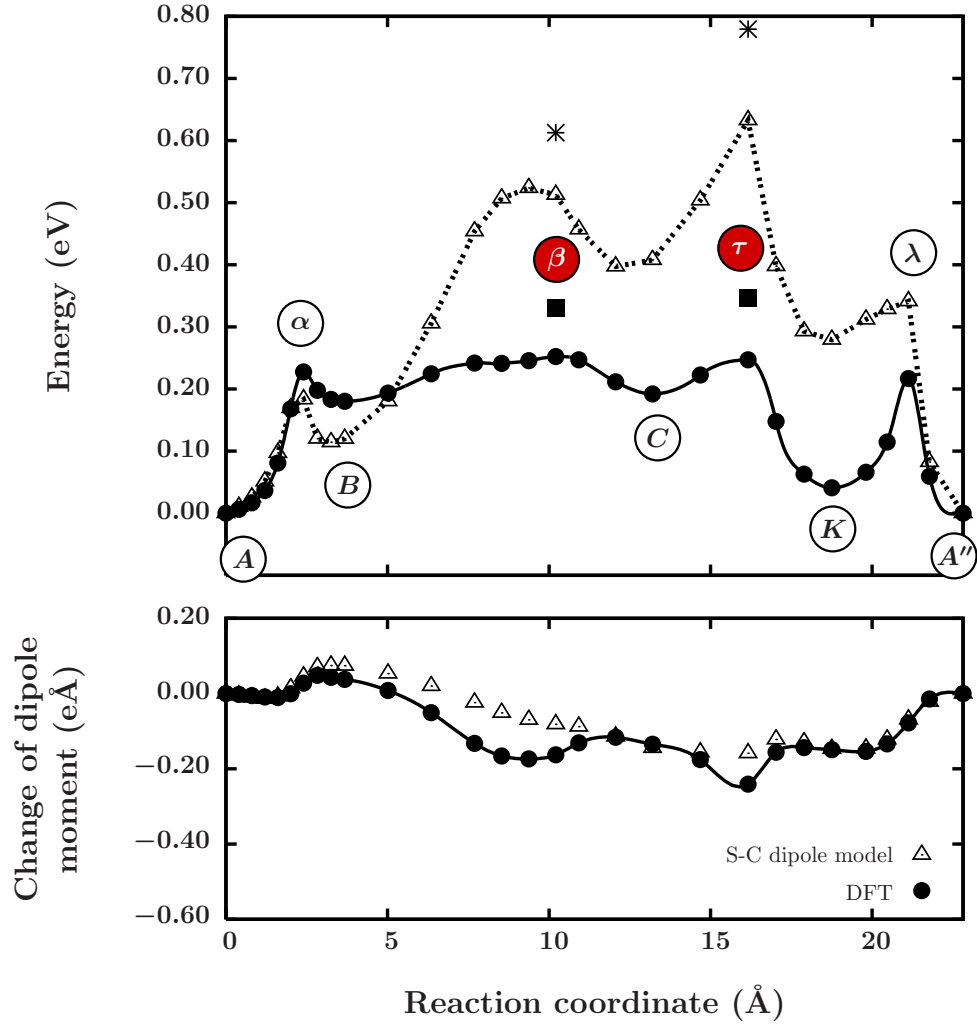 0.80
0.70
0.60
0.50
0.40
0.30
0.20
0.10
0.00
Energy (eV)
α
β
τ
λ
A
B
C
K
A″
0.20
0.00
−0.20
−0.40
−0.60
Change of dipole
moment (eÅ)
S-C dipole model
DFT
0 5 10 15 20
Reaction coordinate (Å)